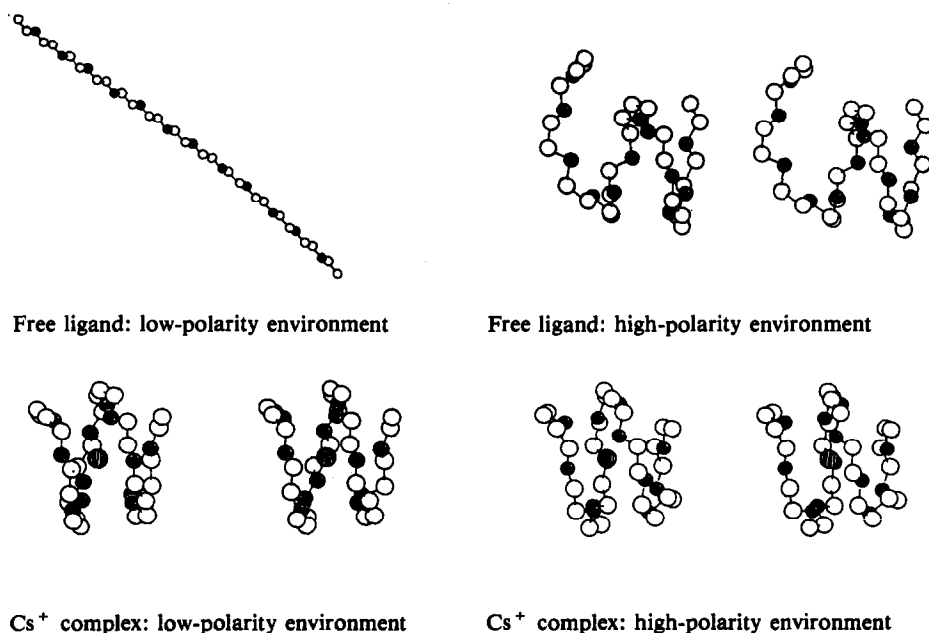 Free ligand: low-polarity environment
Free ligand: high-polarity environment
Cs⁺ complex: low-polarity environment
Cs⁺ complex: high-polarity environment